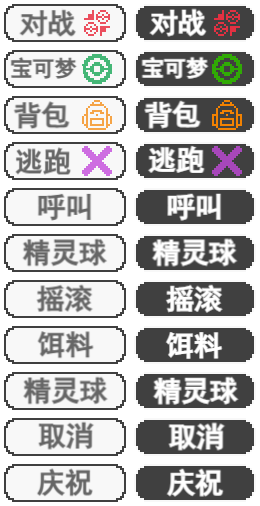 对战 对战
宝可梦 宝可梦
背包 背包
逃跑 逃跑
呼叫 呼叫
精灵球 精灵球
摇滚 摇滚
饵料 饵料
精灵球 精灵球
取消 取消
庆祝 庆祝